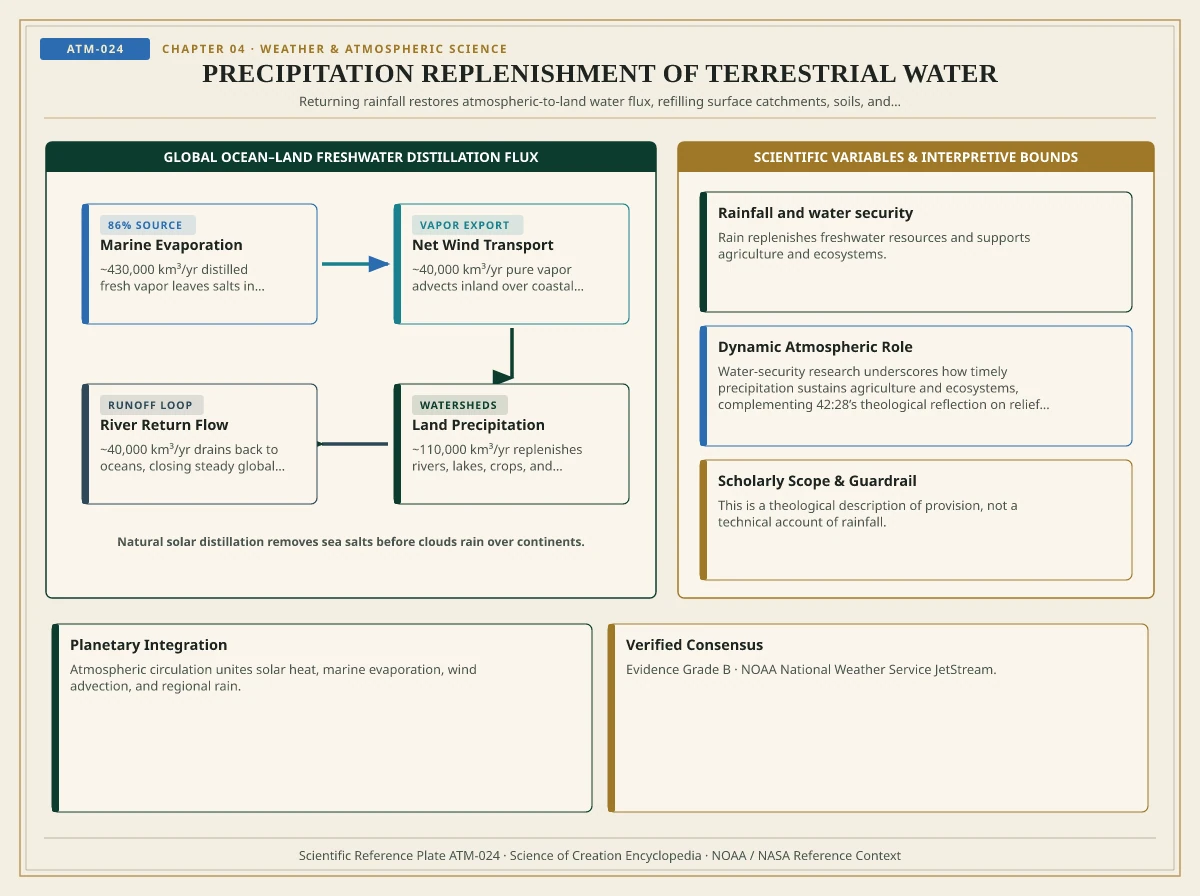 ATM-024
CHAPTER 04 · WEATHER & ATMOSPHERIC SCIENCE
PRECIPITATION REPLENISHMENT OF TERRESTRIAL WATER
Returning rainfall restores atmospheric-to-land water flux, refilling surface catchments, soils, and...
GLOBAL OCEAN–LAND FRESHWATER DISTILLATION FLUX
86% SOURCE
Marine Evaporation
~430,000 km³/yr distilled
fresh vapor leaves salts in...
VAPOR EXPORT
Net Wind Transport
~40,000 km³/yr pure vapor
advects inland over coastal...
RUNOFF LOOP
River Return Flow
~40,000 km³/yr drains back to
oceans, closing steady global...
WATERSHEDS
Land Precipitation
~110,000 km³/yr replenishes
rivers, lakes, crops, and...
Natural solar distillation removes sea salts before clouds rain over continents.
SCIENTIFIC VARIABLES & INTERPRETIVE BOUNDS
Rainfall and water security
Rain replenishes freshwater resources and supports
agriculture and ecosystems.
Dynamic Atmospheric Role
Water-security research underscores how timely
precipitation sustains agriculture and ecosystems,
complementing 42:28’s theological reflection on relief...
Scholarly Scope & Guardrail
This is a theological description of provision, not a
technical account of rainfall.
Planetary Integration
Atmospheric circulation unites solar heat, marine evaporation, wind
advection, and regional rain.
Verified Consensus
Evidence Grade B · NOAA National Weather Service JetStream.
Scientific Reference Plate ATM-024 · Science of Creation Encyclopedia · NOAA / NASA Reference Context